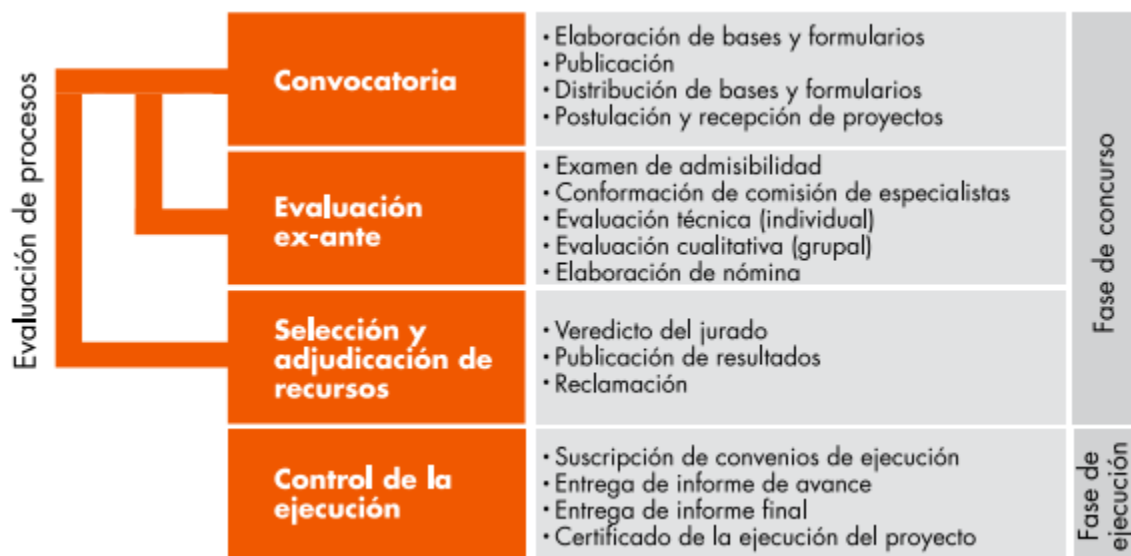 Evaluación de procesos
Convocatoria
• Elaboración de bases y formularios
• Publicación
• Distribución de bases y formularios
• Postulación y recepción de proyectos
Evaluación
ex-ante
• Examen de admisibilidad
• Conformación de comisión de especialistas
• Evaluación técnica (individual)
• Evaluación cualitativa (grupal)
• Elaboración de nómina
Selección y
adjudicación de
recursos
• Veredicto del jurado
• Publicación de resultados
• Reclamación
Fase de concurso
Control de la
ejecución
• Suscripción de convenios de ejecución
• Entrega de informe de avance
• Entrega de informe final
• Certificado de la ejecución del proyecto
Fase de
ejecución